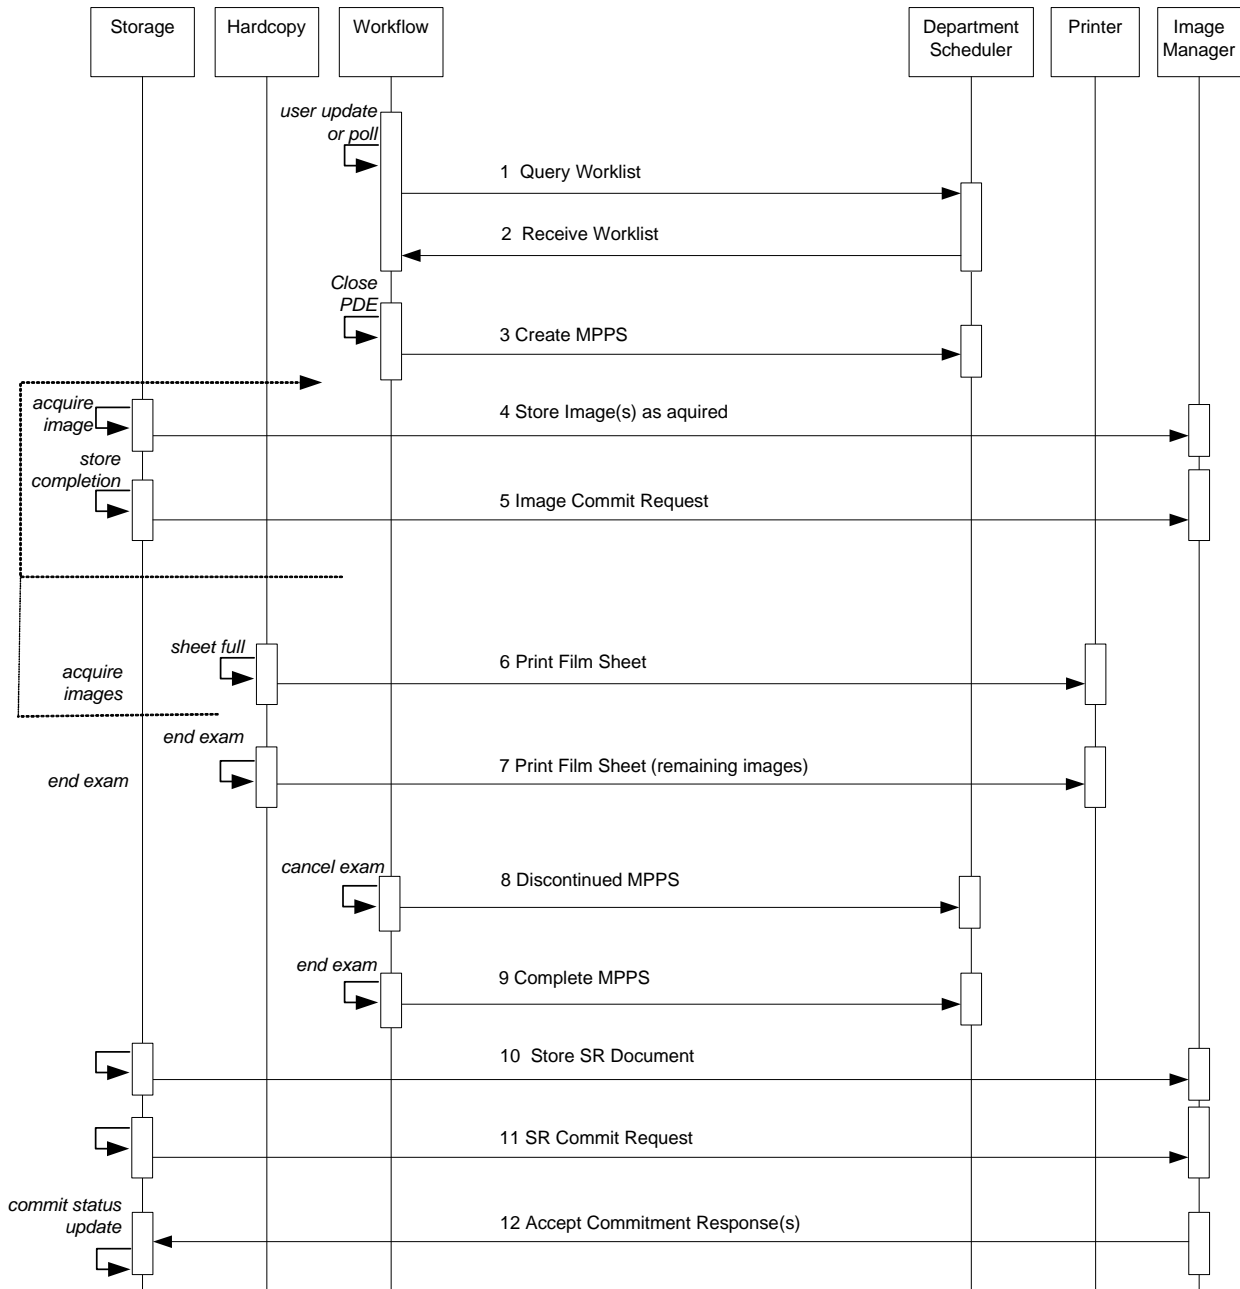 Storage
Hardcopy
Workflow
Department
Scheduler
Printer
Image
Manager
user update
or poll
1  Query Worklist
2  Receive Worklist
Close
PDE
3 Create MPPS
acquire
image
4 Store Image(s) as aquired
store
completion
5 Image Commit Request
sheet full
6 Print Film Sheet
acquire
images
end exam
7 Print Film Sheet (remaining images)
end exam
cancel exam
8 Discontinued MPPS
end exam
9 Complete MPPS
10  Store SR Document
11 SR Commit Request
commit status
update
12 Accept Commitment Response(s)